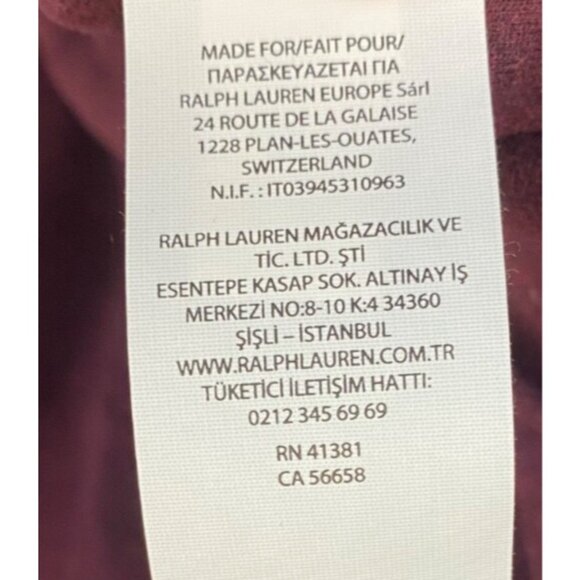 MADE FOR/FAIT POUR/
ΠΑΡΑΣΚΕΥΑΖΕΤΑΙ ΓΙΑ
RALPH LAUREN EUROPE Sárl
24 ROUTE DE LA GALAISE
1228 PLAN-LES-OUATES,
SWITZERLAND
N.I.F. : IT03945310963
RALPH LAUREN MAĞAZACILIK VE
TİC. LTD. ŞTİ
ESENTEPE KASAP SOK. ALTINAY İŞ
MERKEZİ NO:8-10 K:4 34360
ŞİŞLİ – İSTANBUL
WWW.RALPHLAUREN.COM.TR
TÜKETİCİ İLETİŞİM HATTI:
0212 345 69 69
RN 41381
CA 56658